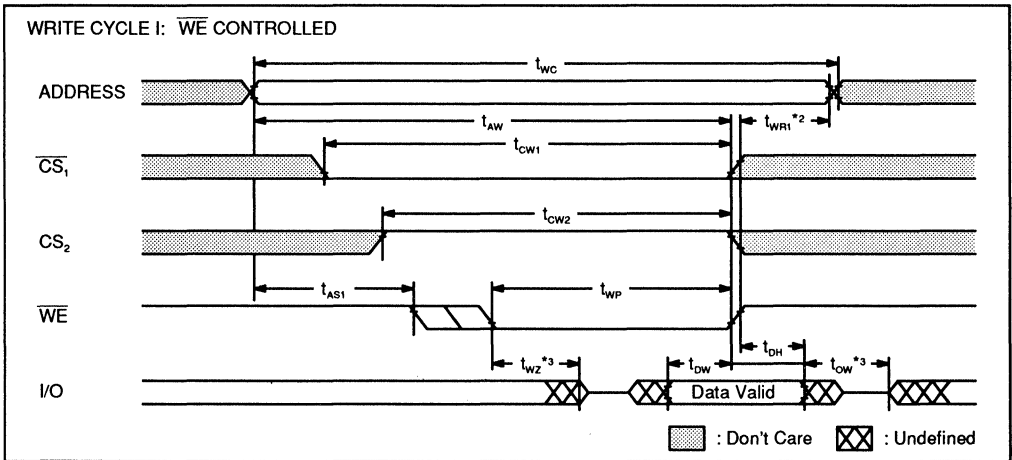 WRITE CYCLE I: WE CONTROLLED
tWC
ADDRESS
tAW
tWR1*2
tCW1
CS1
tCW2
CS2
tAS1
tWP
WE
tDH
tWZ*3
tDW
tOW*3
I/O
Data Valid
: Don't Care
: Undefined